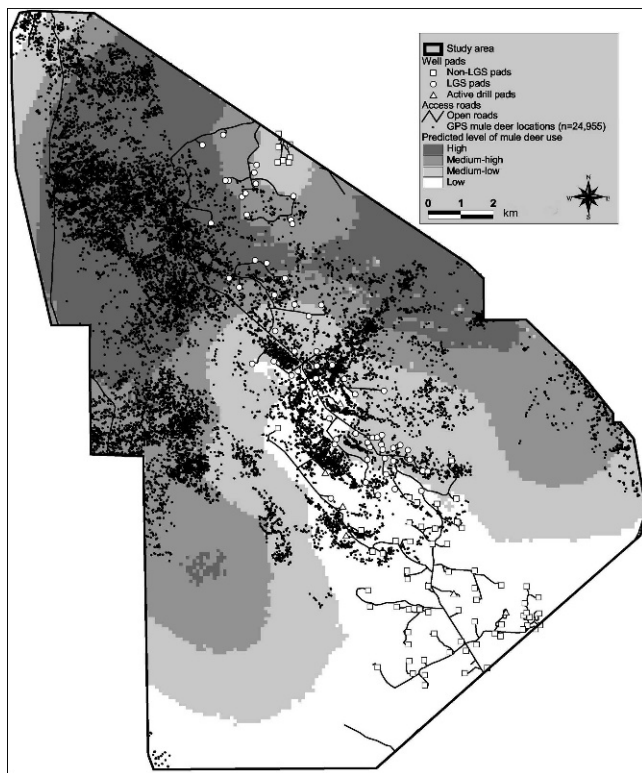 Study area
Well pads
Non-LGS pads
LGS pads
Active drill pads
Access roads
Open roads
GPS mule deer locations (n=24,955)
Predicted level of mule deer use
High
Medium-high
Medium-low
Low
N
W E
S
0 1 2
km